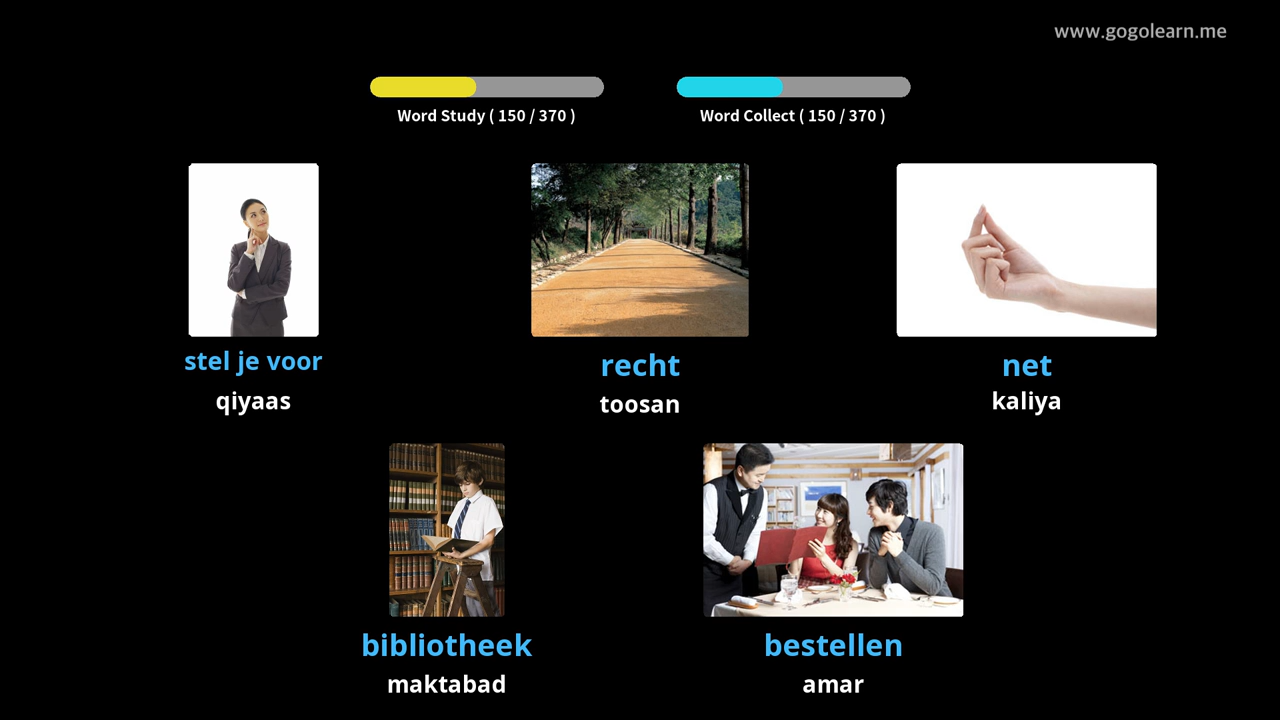 www.gogolearn.me
Word Study ( 150 / 370 )
Word Collect ( 150 / 370 )
stel je voor
qiyaas
recht
toosan
net
kaliya
bibliotheek
maktabad
bestellen
amar